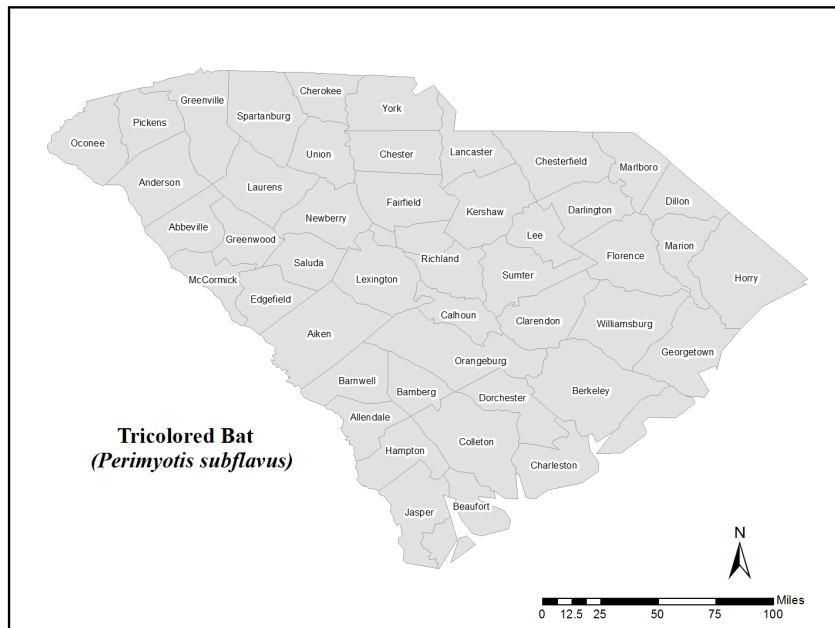 Cherokee
Greenville
York
Spartanburg
Pickens
Oconee
Union
Chester
Lancaster
Chesterfield
Marlboro
Anderson
Laurens
Dillon
Fairfield
Newberry
Kershaw
Darlington
Abbeville
Greenwood
Lee
Marion
Florence
Richland
Saluda
McCormick
Lexington
Sumter
Horry
Edgefield
Calhoun
Clarendon
Williamsburg
Aiken
Georgetown
Orangeburg
Barnwell
Bamberg
Dorchester
Berkeley
Allendale
Tricolored Bat
(Perimyotis subflavus)
Colleton
Hampton
Charleston
Beaufort
Jasper
N
Miles
0 12.5 25 50 75 100